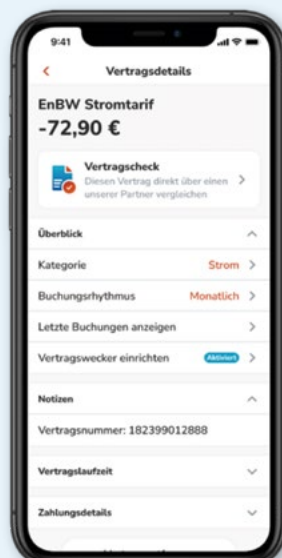 9:41
Vertragsdetails
EnBW Stromtarif
-72,90 €
Vertragscheck
Diesen Vertrag direkt über einen
unserer Partner vergleichen
Überblick
Kategorie Strom
Buchungsrhythmus Monatlich
Letzte Buchungen anzeigen
Vertragswecker einrichten Aktiviert
Notizen
Vertragsnummer: 182399012888
Vertragslaufzeit
Zahlungsdetails